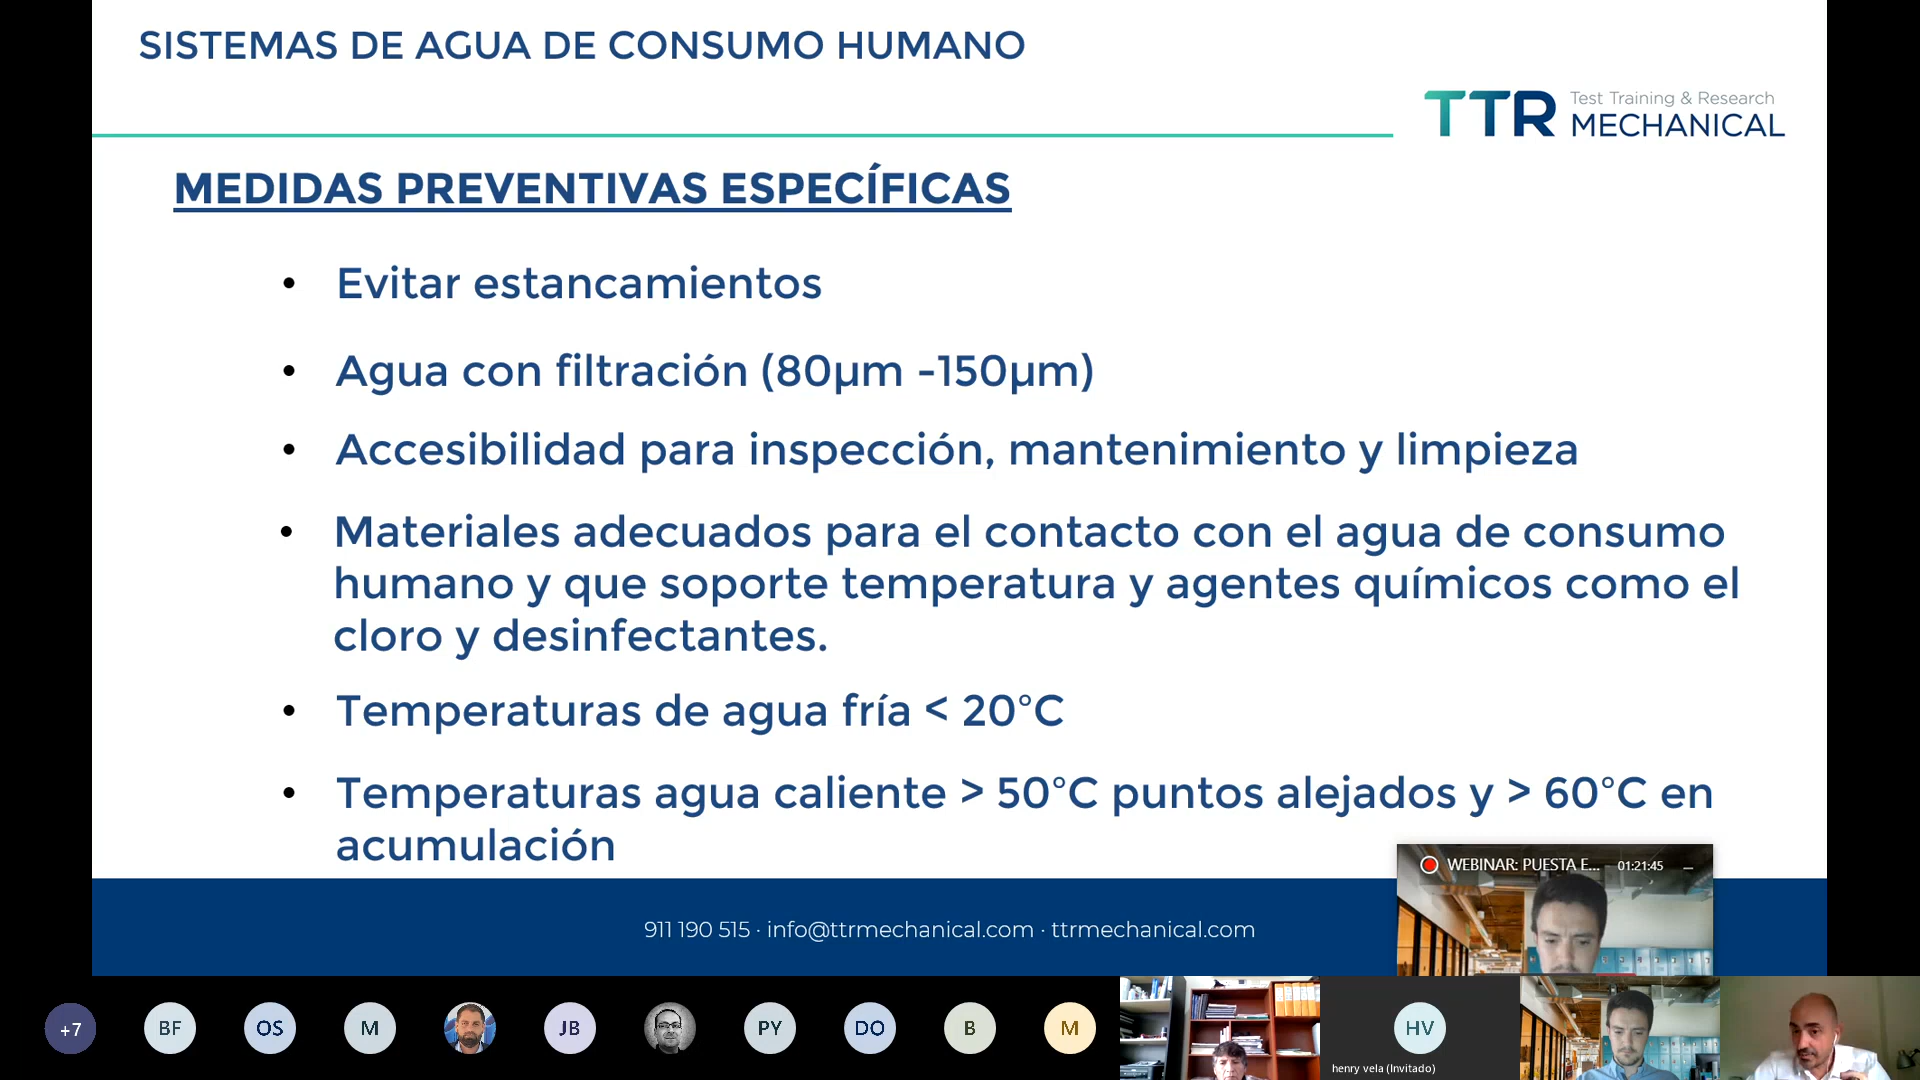 SISTEMAS DE AGUA DE CONSUMO HUMANO
TTR Test Training & Research
MECHANICAL
MEDIDAS PREVENTIVAS ESPECÍFICAS
• Evitar estancamientos
• Agua con filtración (80µm -150µm)
• Accesibilidad para inspección, mantenimiento y limpieza
• Materiales adecuados para el contacto con el agua de consumo
humano y que soporte temperatura y agentes químicos como el
cloro y desinfectantes.
• Temperaturas de agua fría < 20°C
• Temperaturas agua caliente > 50°C puntos alejados y > 60°C en
acumulación
WEBINAR: PUESTA E... 01:21:45
911 190 515 · info@ttrmechanical.com · ttrmechanical.com
+7 BF OS M JB PY DO B M HV
henry vela (Invitado)